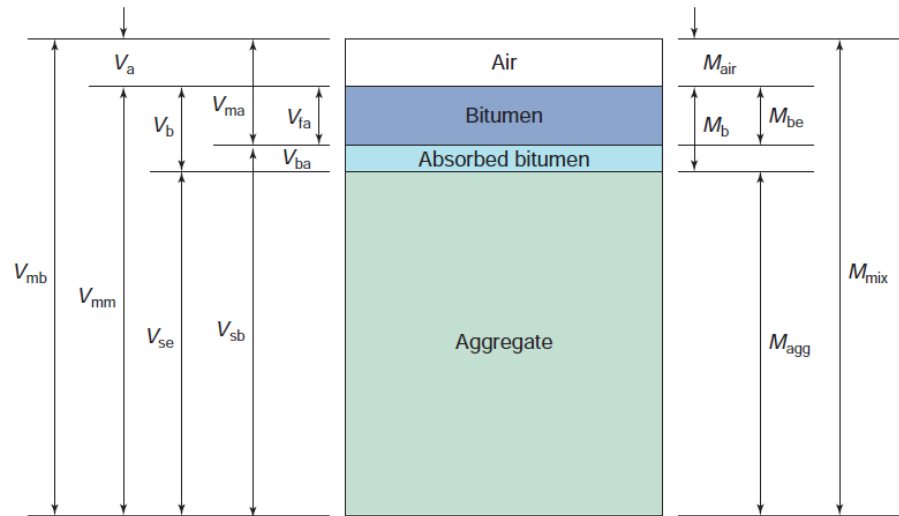 Air
Bitumen
Absorbed bitumen
Aggregate
Va
Vma
Vb
Vfa
Vba
Vmb
Vmm
Vse
Vsb
Mair
Mb
Mbe
Mmix
Magg